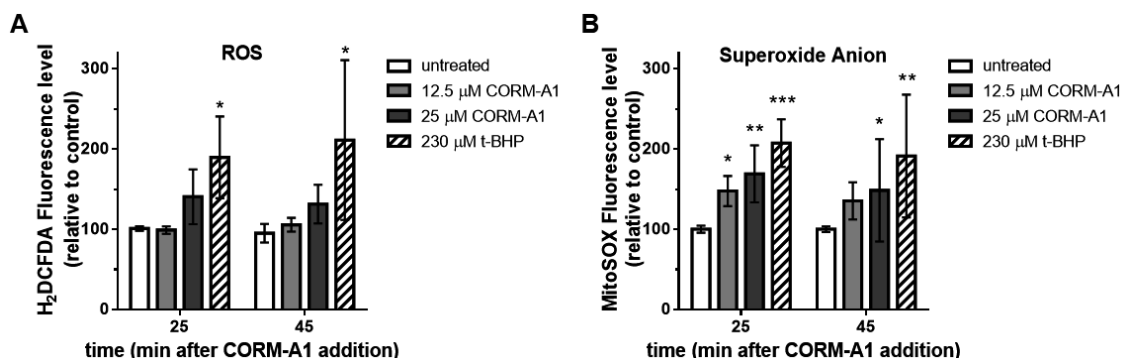 A
ROS
H₂DCFDA Fluorescence level
(relative to control)
300
200
100
0
*
*
25
45
time (min after CORM-A1 addition)
untreated
12.5 μM CORM-A1
25 μM CORM-A1
230 μM t-BHP
B
Superoxide Anion
MitoSOX Fluorescence level
(relative to control)
300
200
100
0
*
**
***
*
**
25
45
time (min after CORM-A1 addition)
untreated
12.5 μM CORM-A1
25 μM CORM-A1
230 μM t-BHP